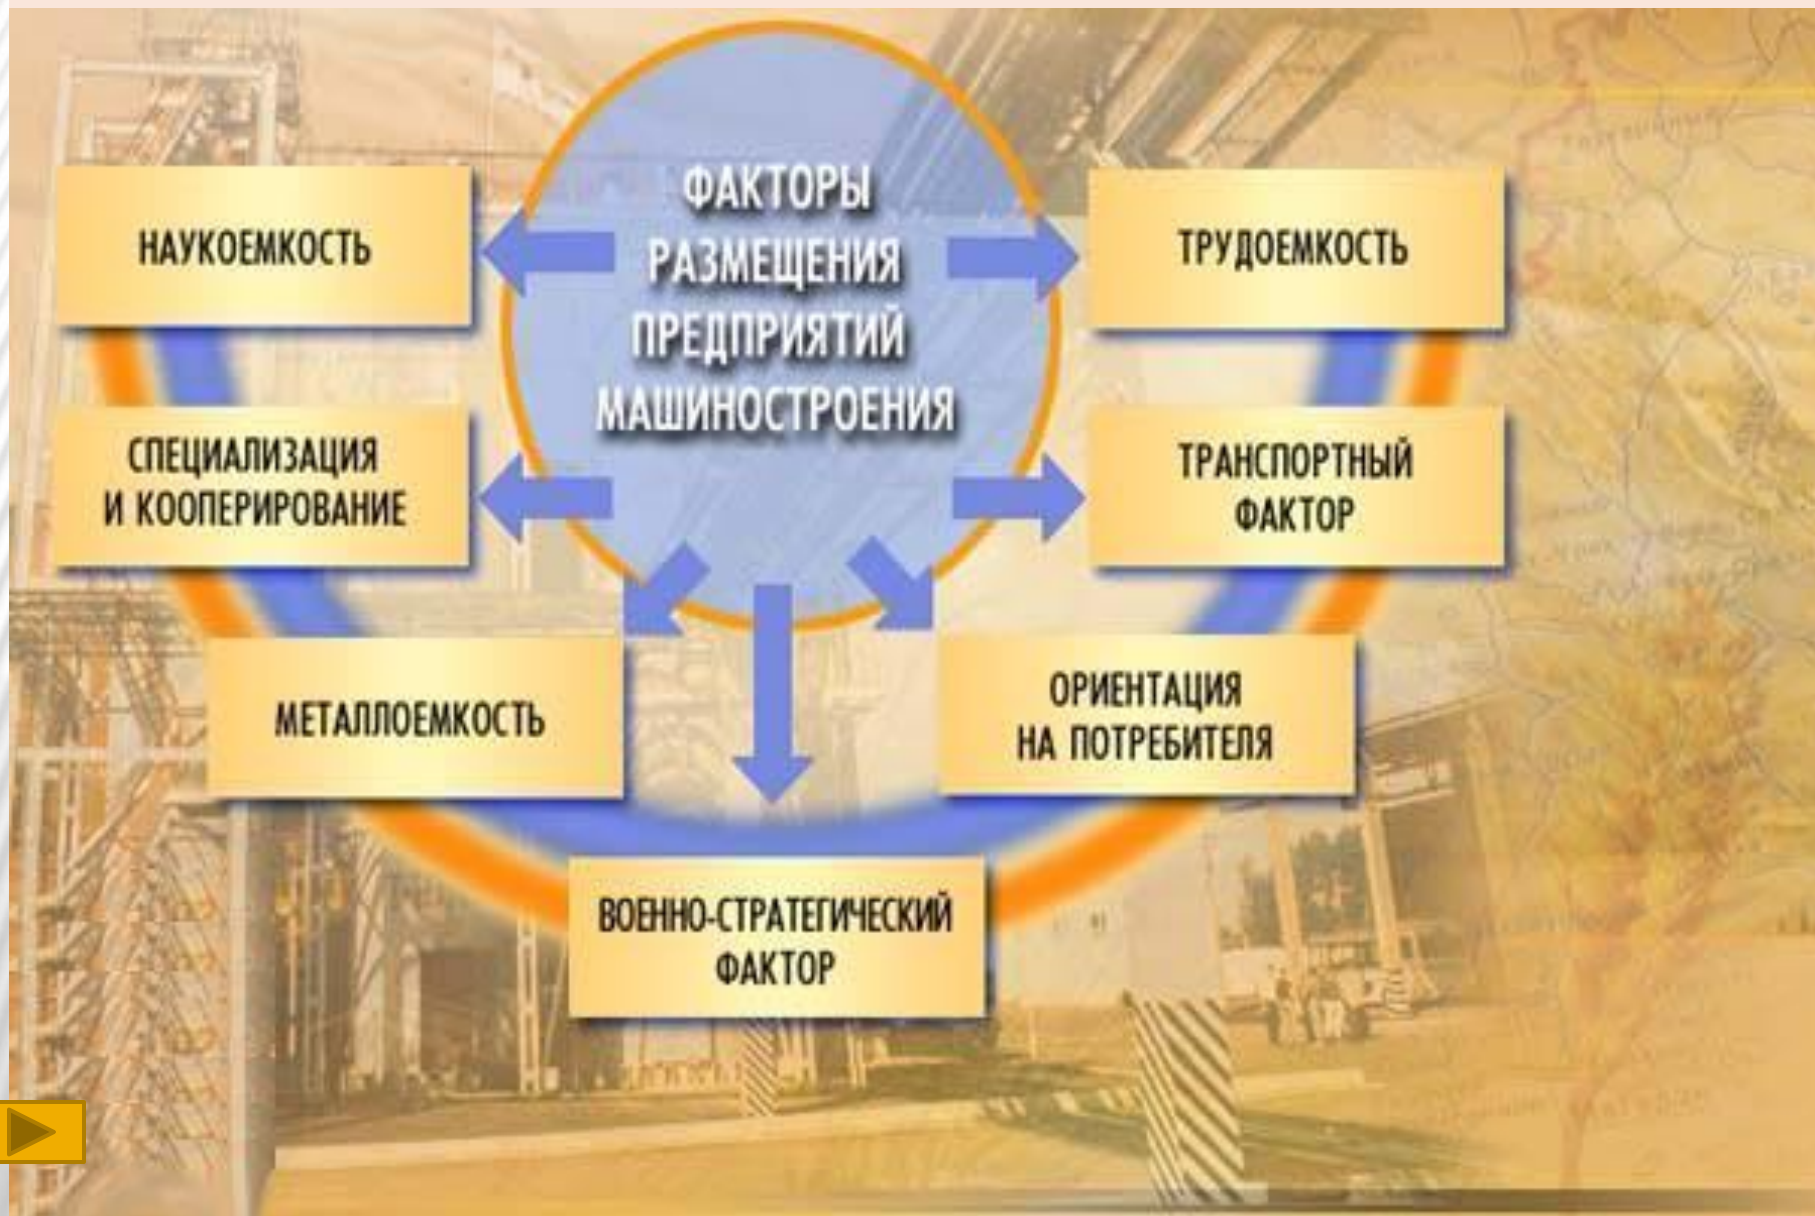 ФАКТОРЫ
РАЗМЕЩЕНИЯ
ПРЕДПРИЯТИЙ
МАШИНОСТРОЕНИЯ
НАУКОЕМКОСТЬ
ТРУДОЕМКОСТЬ
СПЕЦИАЛИЗАЦИЯ
И КООПЕРИРОВАНИЕ
ТРАНСПОРТНЫЙ
ФАКТОР
МЕТАЛЛОЕМКОСТЬ
ОРИЕНТАЦИЯ
НА ПОТРЕБИТЕЛЯ
ВОЕННО-СТРАТЕГИЧЕСКИЙ
ФАКТОР